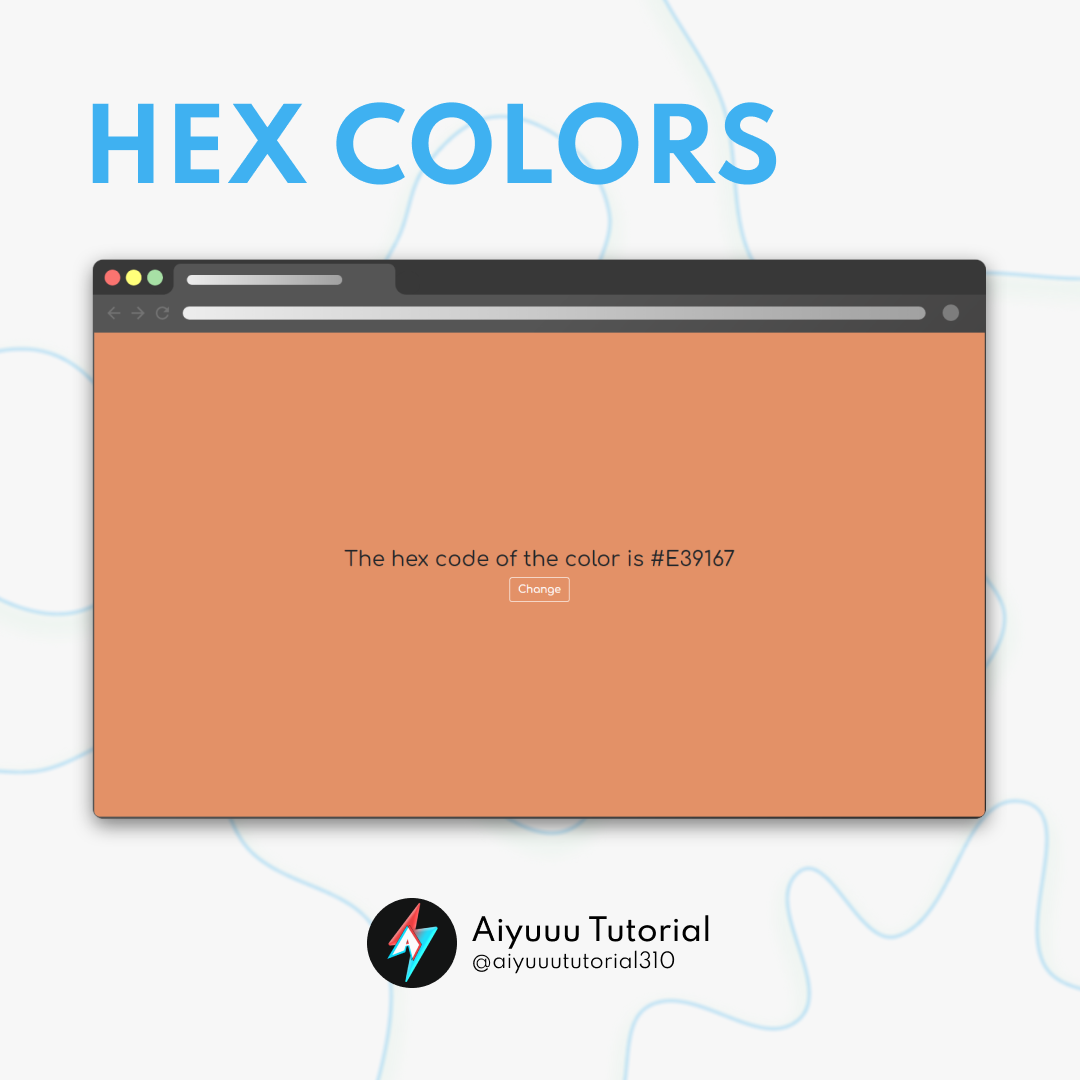 HEX COLORS
The hex code of the color is #E39167
Change
Aiyuuu Tutorial
@aiyuuututorial310